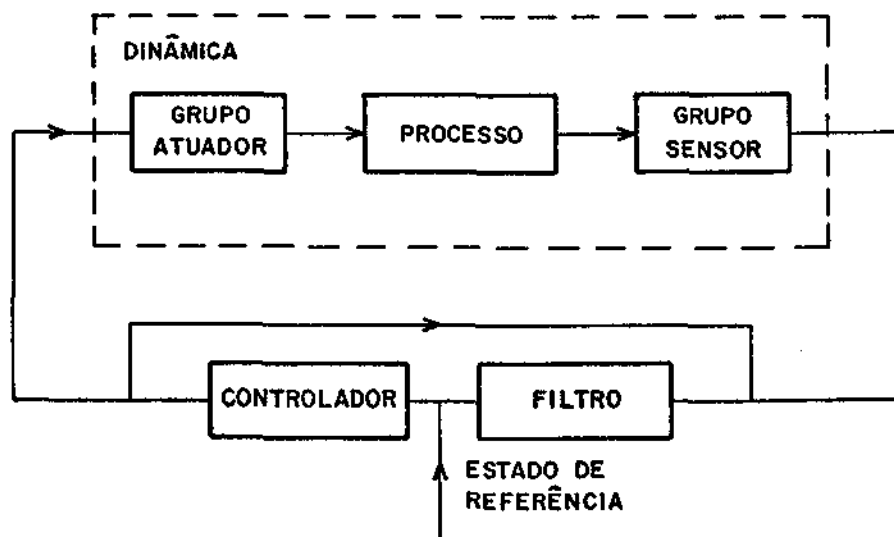 DINÂMICA
GRUPO
ATUADOR
PROCESSO
GRUPO
SENSOR
CONTROLADOR
FILTRO
ESTADO DE
REFERÊNCIA